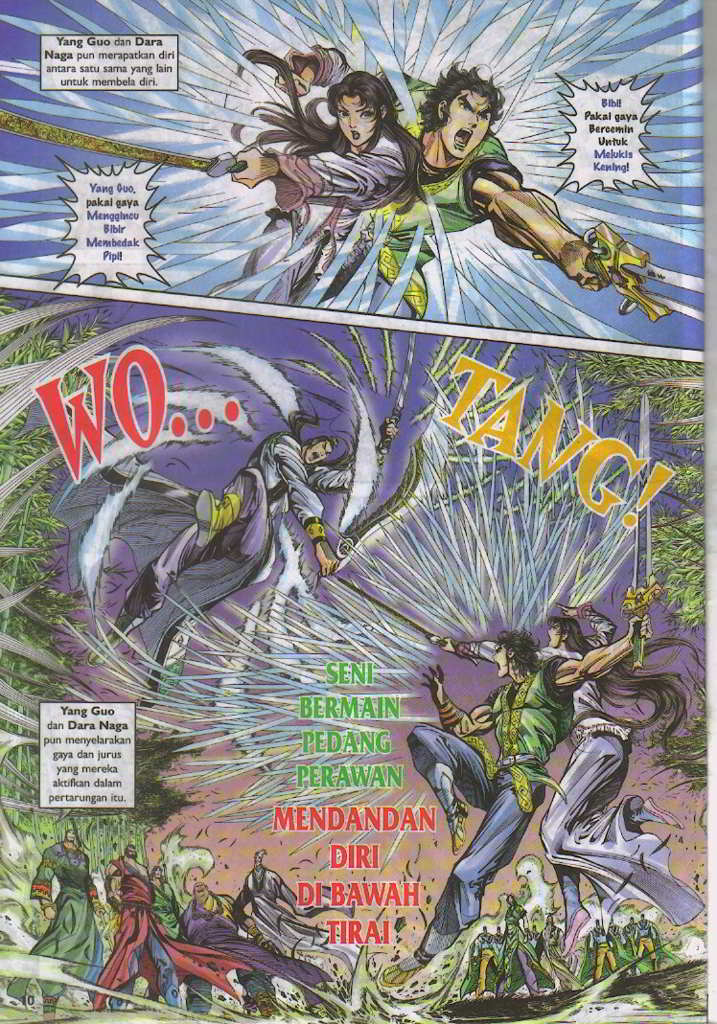 Yang Guo dan Dara
Naga pun merapatkan diri
antara satu sama yang lain
untuk membela diri.
Bibi!
Pakai gaya
Bercermin
Untuk
Melukis
Kening!
Yang Guo,
pakai gaya
Menggincu
Bibir
Membedak
Pipi!
WO...
TANG!
SENI
BERMAIN
PEDANG
PERAWAN
MENDANDAN
DIRI
DI BAWAH
TIRAI
Yang Guo
dan Dara Naga
pun menyelarakan
gaya dan jurus
yang mereka
aktifkan dalam
pertarungan itu.
10